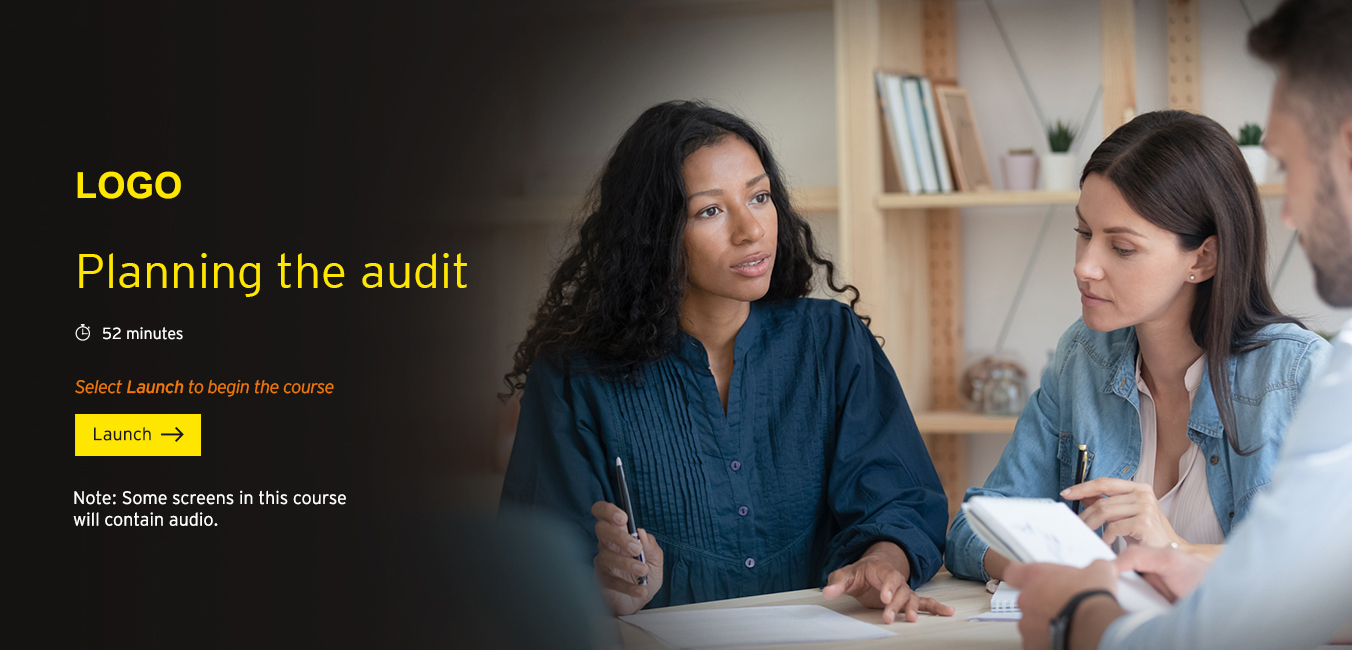 LOGO
Planning the audit
52 minutes
Select Launch to begin the course
Launch
Note: Some screens in this course
will contain audio.